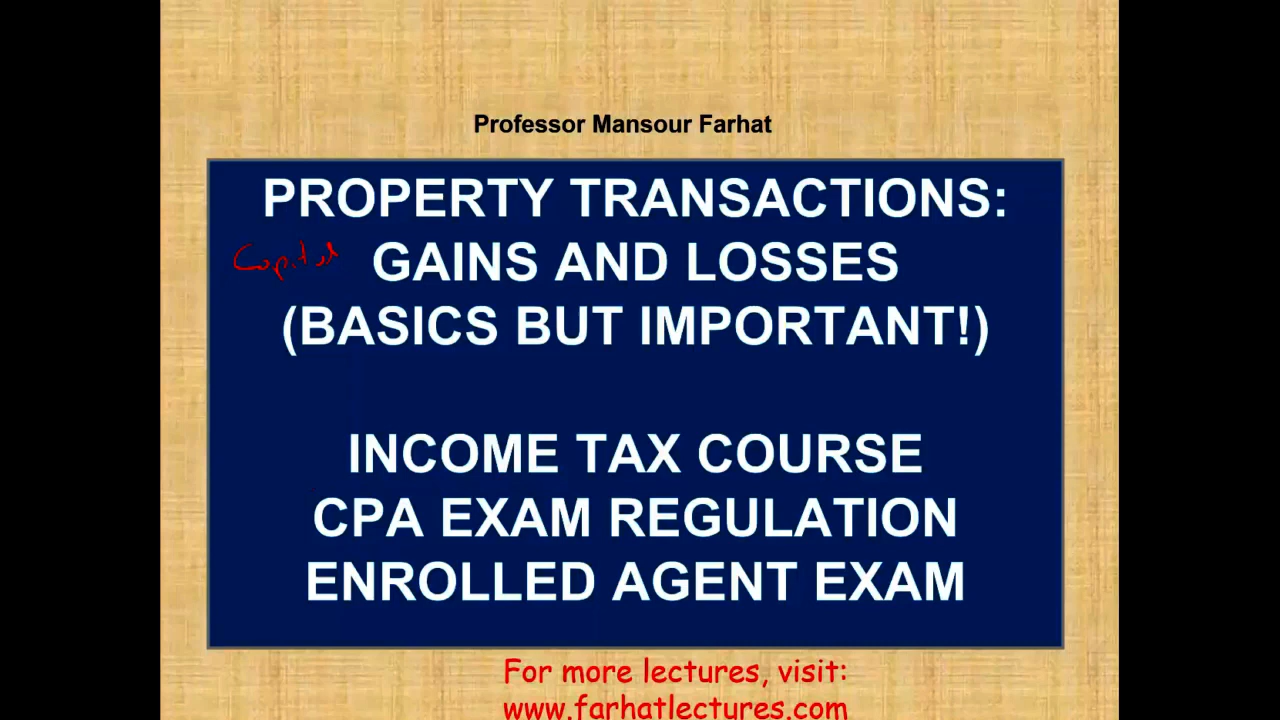 Professor Mansour Farhat
PROPERTY TRANSACTIONS:
Capital GAINS AND LOSSES
(BASICS BUT IMPORTANT!)
INCOME TAX COURSE
CPA EXAM REGULATION
ENROLLED AGENT EXAM
For more lectures, visit:
www.farhatlectures.com